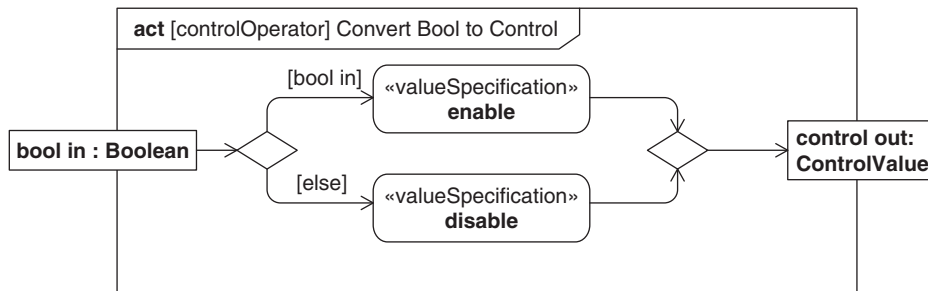 act [controlOperator] Convert Bool to Control
[bool in]
«valueSpecification»
enable
bool in : Boolean
control out:
ControlValue
[else]
«valueSpecification»
disable